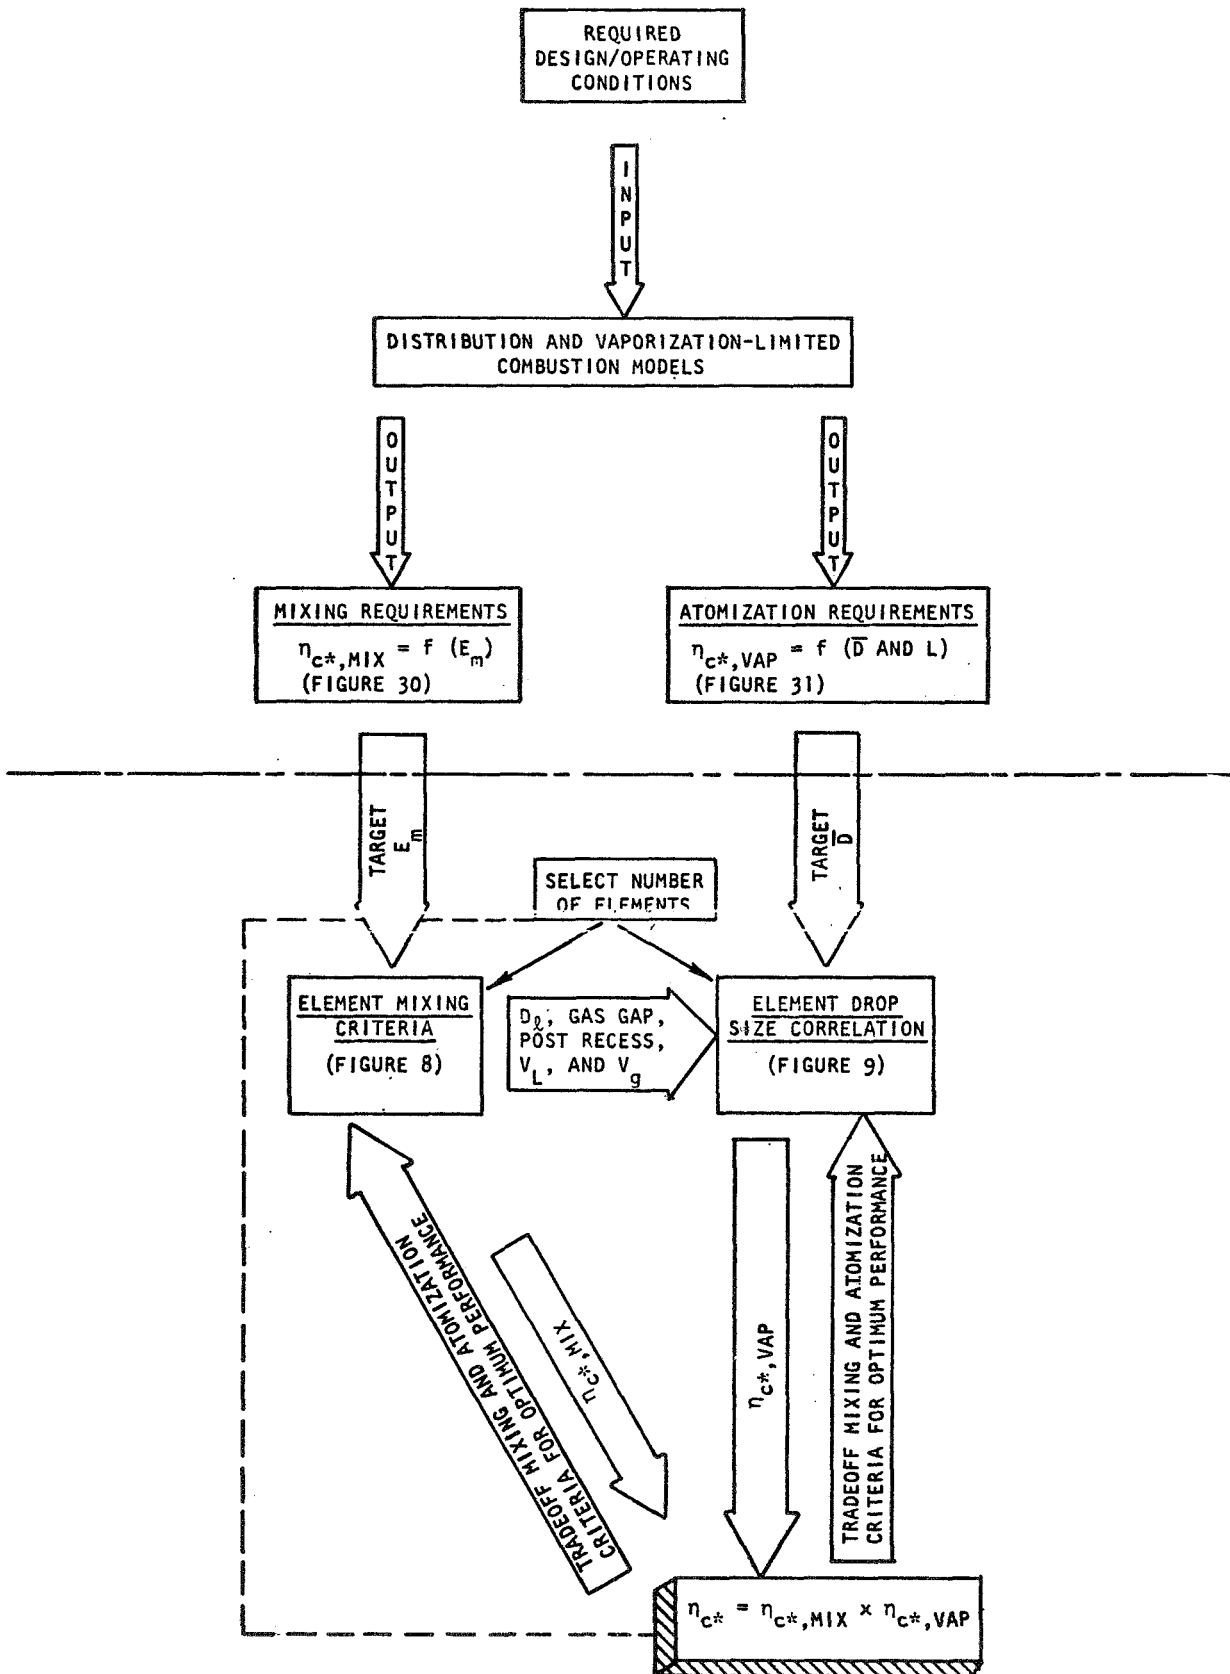 REQUIRED
DESIGN/OPERATING
CONDITIONS
INPUT
DISTRIBUTION AND VAPORIZATION-LIMITED
COMBUSTION MODELS
OUTPUT
OUTPUT
MIXING REQUIREMENTS
η_c*,MIX = f (E_m)
(FIGURE 30)
ATOMIZATION REQUIREMENTS
η_c*,VAP = f (D̅ AND L)
(FIGURE 31)
TARGET
E_m
TARGET
D̅
SELECT NUMBER
OF ELEMENTS
ELEMENT MIXING
CRITERIA
(FIGURE 8)
D_ℓ, GAS GAP,
POST RECESS,
V_L, AND V_g
ELEMENT DROP
SIZE CORRELATION
(FIGURE 9)
TRADEOFF MIXING AND ATOMIZATION
CRITERIA FOR OPTIMUM PERFORMANCE
η_c*,MIX
η_c*,VAP
TRADEOFF MIXING AND ATOMIZATION
CRITERIA FOR OPTIMUM PERFORMANCE
η_c* = η_c*,MIX x η_c*,VAP